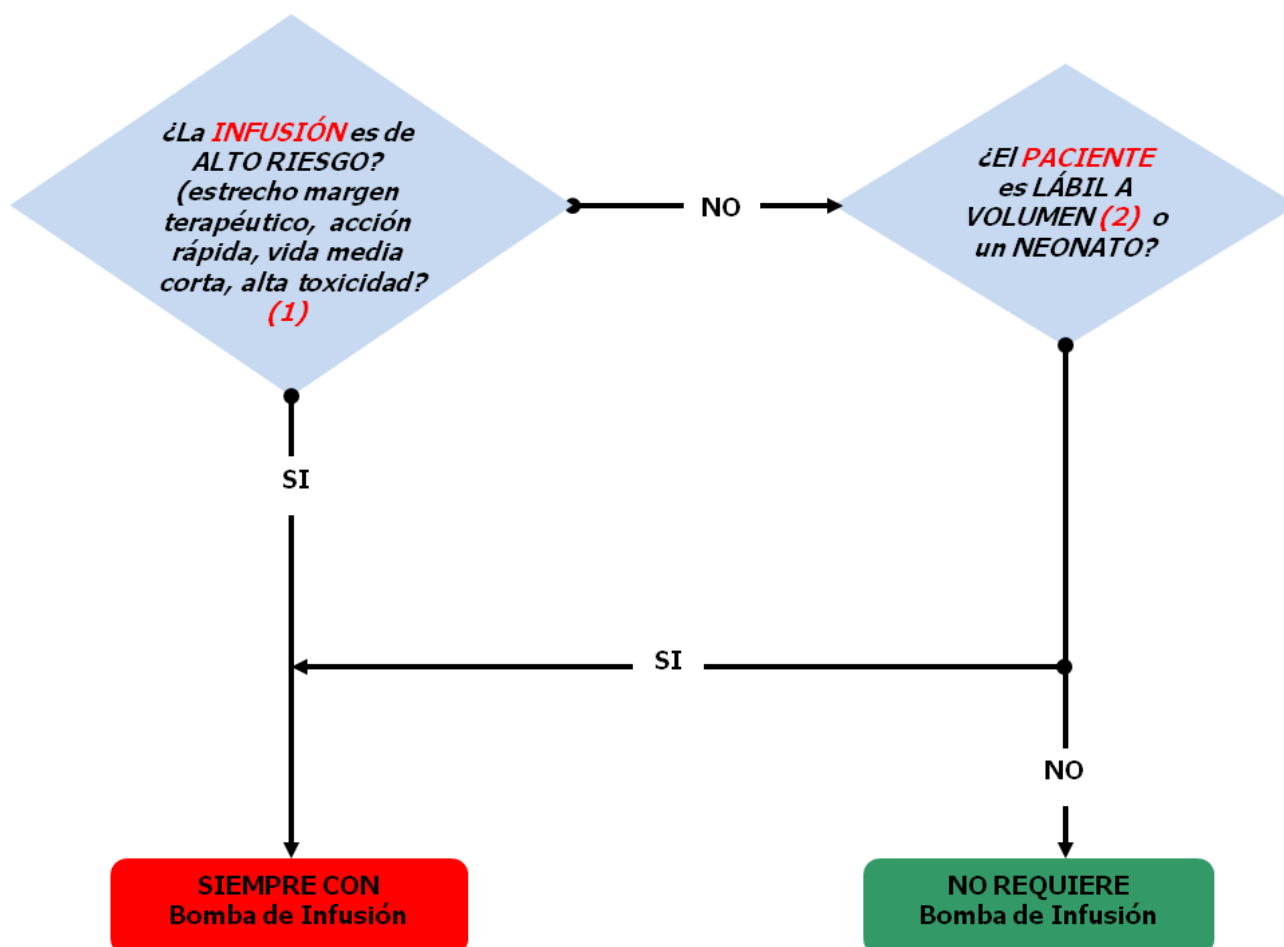 ¿La INFUSIÓN es de
ALTO RIESGO?
(estrecho margen
terapéutico, acción
rápida, vida media
corta, alta toxicidad?
(1)
NO
¿El PACIENTE
es LÁBIL A
VOLUMEN (2) o
un NEONATO?
SI
SI
NO
SIEMPRE CON
Bomba de Infusión
NO REQUIERE
Bomba de Infusión